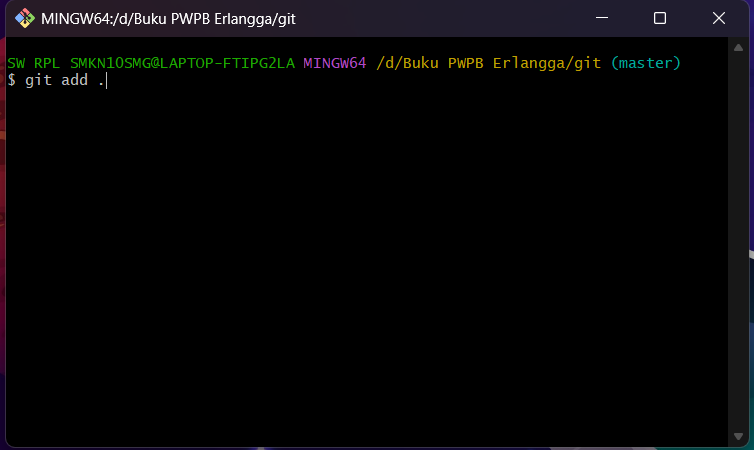 MINGW64:/d/Buku PWPB Erlangga/git
SW RPL SMKN10SMG@LAPTOP-FTIPG2LA MINGW64 /d/Buku PWPB Erlangga/git (master)
$ git add .